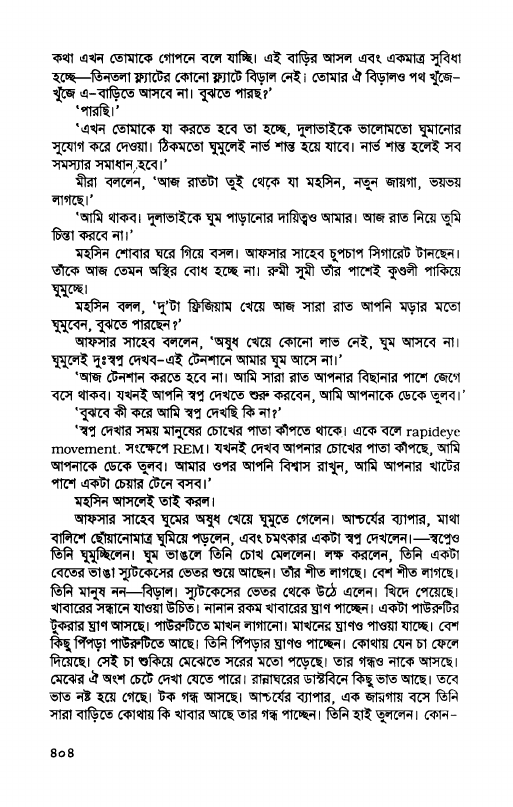 কথা এখন তোমাকে গোপনে বলে যাচ্ছি। এই বাড়ির আসল এবং একমাত্র সুবিধা
হচ্ছে—তিনতলা ফ্ল্যাটের কোনো ফ্ল্যাটে বিড়াল নেই। তোমার ঐ বিড়ালও পথ খুঁজে-
খুঁজে এ-বাড়িতে আসবে না। বুঝতে পারছ?’
‘পারছি।’
‘এখন তোমাকে যা করতে হবে তা হচ্ছে, দুলাভাইকে ভালোমতো ঘুমানোর
সুযোগ করে দেওয়া। ঠিকমতো ঘুমুলেই নার্ভ শান্ত হয়ে যাবে। নার্ভ শান্ত হলেই সব
সমস্যার সমাধান হবে।’
মীরা বললেন, ‘আজ রাতটা তুই থেকে যা মহসিন, নতুন জায়গা, ভয়ভয়
লাগছে।’
‘আমি থাকব। দুলাভাইকে ঘুম পাড়ানোর দায়িত্বও আমার। আজ রাত নিয়ে তুমি
চিন্তা করবে না।’
মহসিন শোবার ঘরে গিয়ে বসল। আফসার সাহেব চুপচাপ সিগারেট টানছেন।
তাঁকে আজ তেমন অস্থির বোধ হচ্ছে না। রুমী সুমী তাঁর পাশেই কুণ্ডলী পাকিয়ে
ঘুমুচ্ছে।
মহসিন বলল, ‘দু'টা ফ্রিজিয়াম খেয়ে আজ সারা রাত আপনি মড়ার মতো
ঘুমুবেন, বুঝতে পারছেন?’
আফসার সাহেব বললেন, ‘অষুধ খেয়ে কোনো লাভ নেই, ঘুম আসবে না।
ঘুমুলেই দুঃস্বপ্ন দেখব-এই টেনশানে আমার ঘুম আসে না।’
‘আজ টেনশান করতে হবে না। আমি সারা রাত আপনার বিছানার পাশে জেগে
বসে থাকব। যখনই আপনি স্বপ্ন দেখতে শুরু করবেন, আমি আপনাকে ডেকে তুলব।’
‘বুঝবে কী করে আমি স্বপ্ন দেখছি কি না?’
‘স্বপ্ন দেখার সময় মানুষের চোখের পাতা কাঁপতে থাকে। একে বলে rapideye
movement. সংক্ষেপে REM। যখনই দেখব আপনার চোখের পাতা কাঁপছে, আমি
আপনাকে ডেকে তুলব। আমার ওপর আপনি বিশ্বাস রাখুন, আমি আপনার খাটের
পাশে একটা চেয়ার টেনে বসব।’
মহসিন আসলেই তাই করল।
আফসার সাহেব ঘুমের অষুধ খেয়ে ঘুমুতে গেলেন। আশ্চর্যের ব্যাপার, মাথা
বালিশে ছোঁয়ানোমাত্র ঘুমিয়ে পড়লেন, এবং চমৎকার একটা স্বপ্ন দেখলেন।—স্বপ্নেও
তিনি ঘুমুচ্ছিলেন। ঘুম ভাঙলে তিনি চোখ মেললেন। লক্ষ করলেন, তিনি একটা
বেতের ভাঙা স্যুটকেসের ভেতর শুয়ে আছেন। তাঁর শীত লাগছে। বেশ শীত লাগছে।
তিনি মানুষ নন—বিড়াল। স্যুটকেসের ভেতর থেকে উঠে এলেন। খিদে পেয়েছে।
খাবারের সন্ধানে যাওয়া উচিত। নানান রকম খাবারের ঘ্রাণ পাচ্ছেন। একটা পাউরুটির
টুকরার ঘ্রাণ আসছে। পাউরুটিতে মাখন লাগানো। মাখনের ঘ্রাণও পাওয়া যাচ্ছে। বেশ
কিছু পিঁপড়া পাউরুটিতে আছে। তিনি পিঁপড়ার ঘ্রাণও পাচ্ছেন। কোথায় যেন চা ফেলে
দিয়েছে। সেই চা শুকিয়ে মেঝেতে সরের মতো পড়েছে। তার গন্ধও নাকে আসছে।
মেঝের ঐ অংশ চেটে দেখা যেতে পারে। রান্নাঘরের ডাস্টবিনে কিছু ভাত আছে। তবে
ভাত নষ্ট হয়ে গেছে। টক গন্ধ আসছে। আশ্চর্যের ব্যাপার, এক জায়গায় বসে তিনি
সারা বাড়িতে কোথায় কি খাবার আছে তার গন্ধ পাচ্ছেন। তিনি হাই তুললেন। কোন-
৪০৪